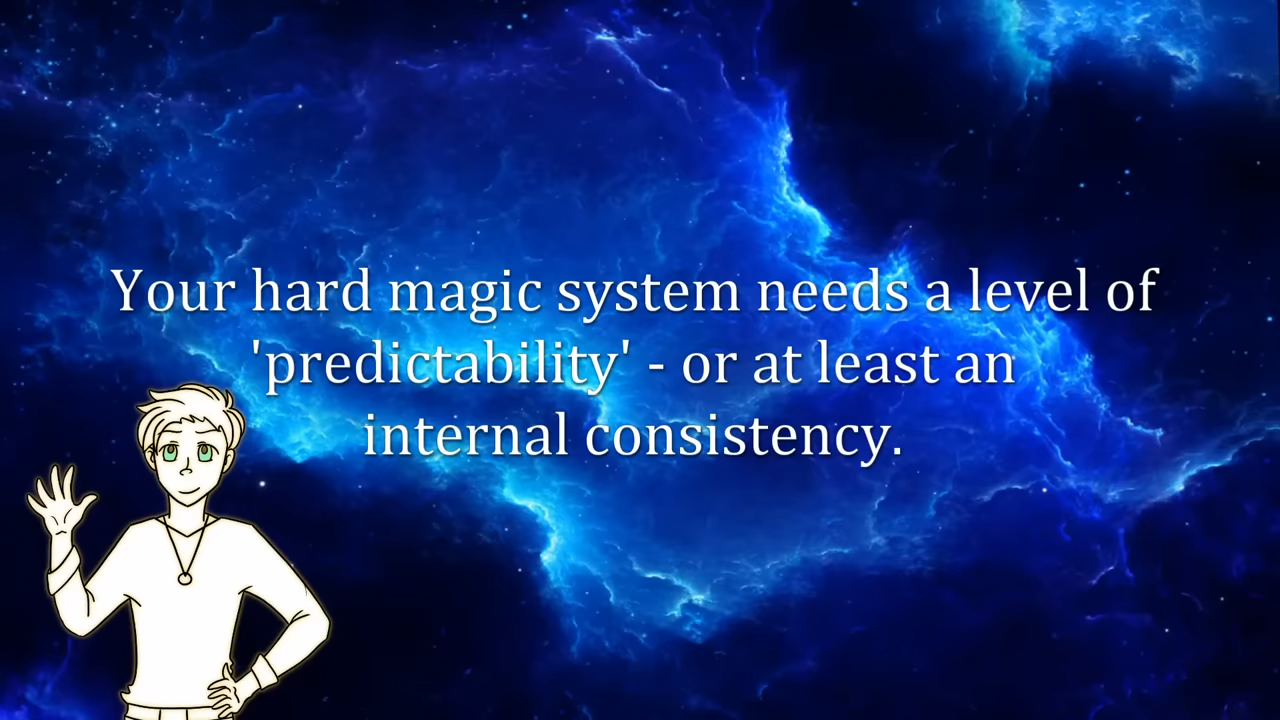 Your hard magic system needs a level of
'predictability' - or at least an
internal consistency.